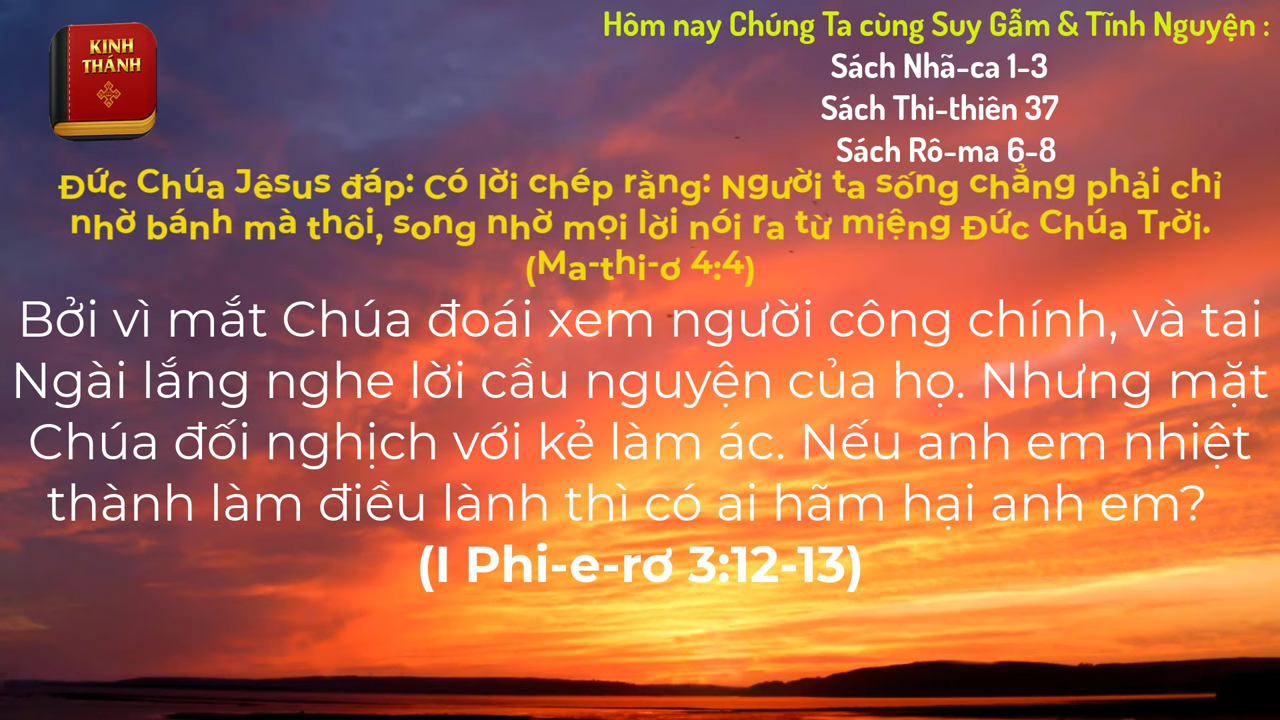 KINH
THÁNH
Hôm nay Chúng Ta cùng Suy Gẫm & Tĩnh Nguyện :
Sách Nhã-ca 1-3
Sách Thi-thiên 37
Sách Rô-ma 6-8
Đức Chúa Jêsus đáp: Có lời chép rằng: Người ta sống chẳng phải chỉ
nhờ bánh mà thôi, song nhờ mọi lời nói ra từ miệng Đức Chúa Trời.
(Ma-thi-ơ 4:4)
Bởi vì mắt Chúa đoái xem người công chính, và tai
Ngài lắng nghe lời cầu nguyện của họ. Nhưng mặt
Chúa đối nghịch với kẻ làm ác. Nếu anh em nhiệt
thành làm điều lành thì có ai hãm hại anh em?
(I Phi-e-rơ 3:12-13)